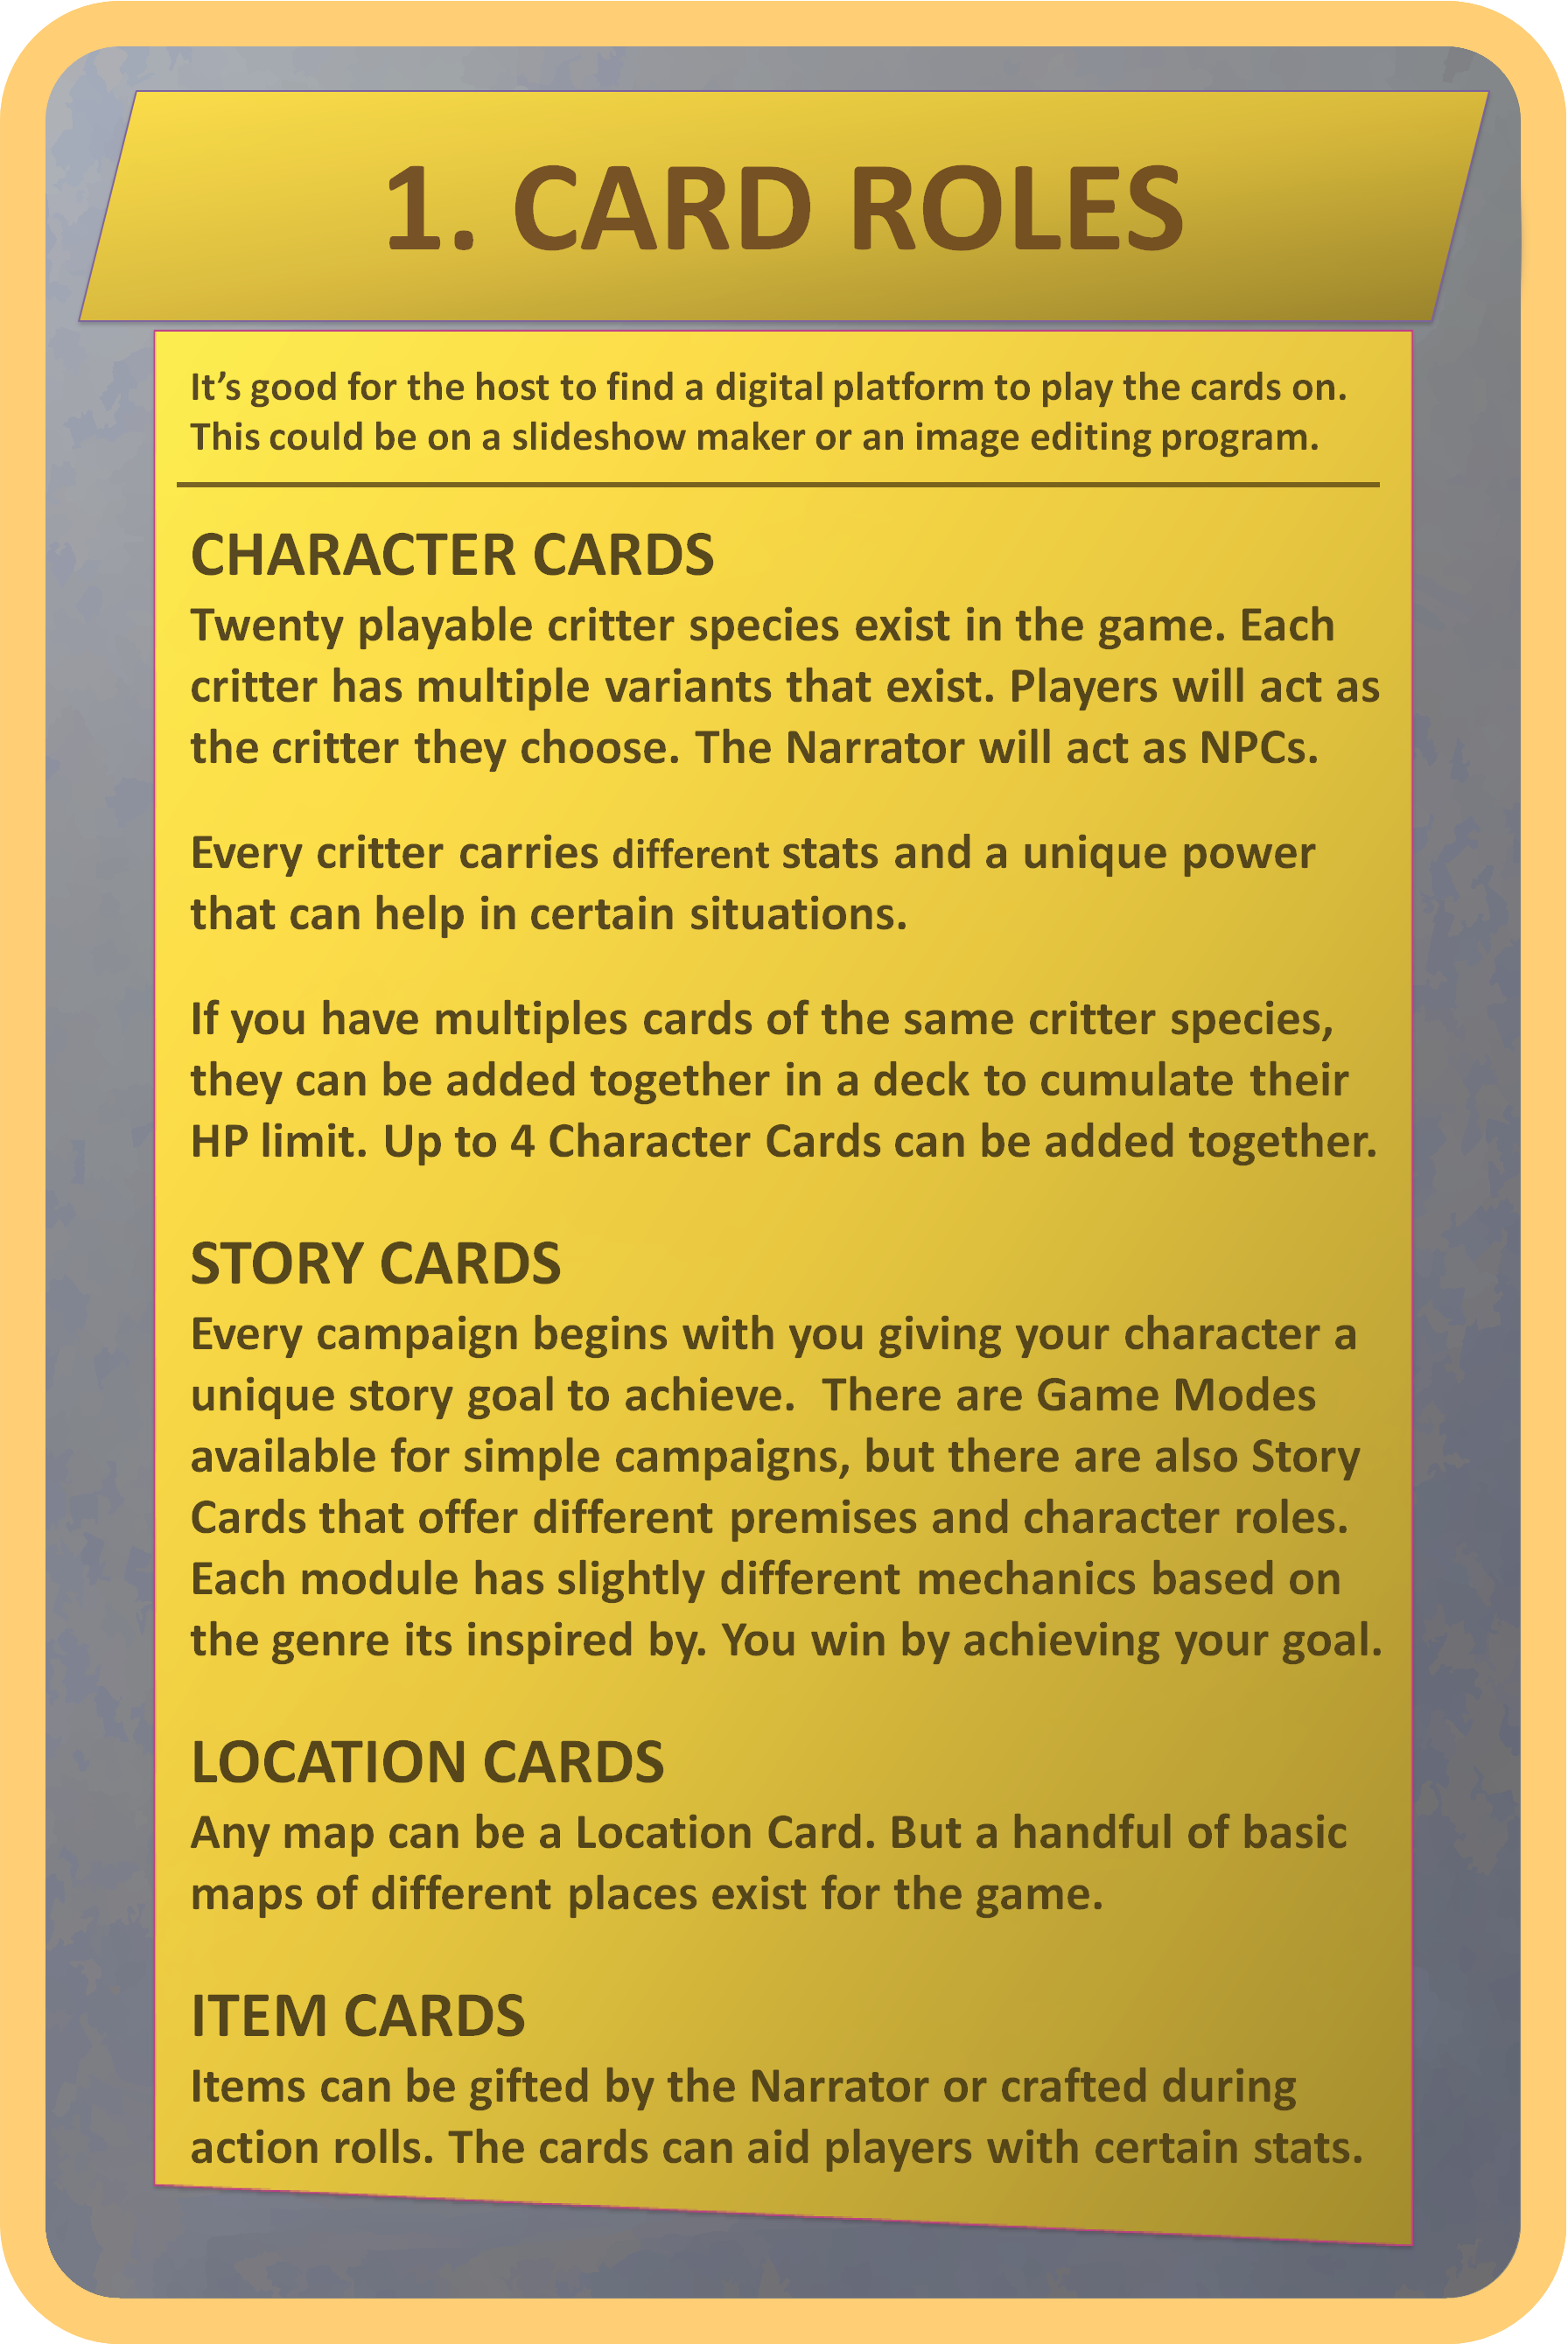 1. CARD ROLES
It’s good for the host to find a digital platform to play the cards on.
This could be on a slideshow maker or an image editing program.
CHARACTER CARDS
Twenty playable critter species exist in the game. Each
critter has multiple variants that exist. Players will act as
the critter they choose. The Narrator will act as NPCs.
Every critter carries different stats and a unique power
that can help in certain situations.
If you have multiples cards of the same critter species,
they can be added together in a deck to cumulate their
HP limit. Up to 4 Character Cards can be added together.
STORY CARDS
Every campaign begins with you giving your character a
unique story goal to achieve.  There are Game Modes
available for simple campaigns, but there are also Story
Cards that offer different premises and character roles.
Each module has slightly different mechanics based on
the genre its inspired by. You win by achieving your goal.
LOCATION CARDS
Any map can be a Location Card. But a handful of basic
maps of different places exist for the game.
ITEM CARDS
Items can be gifted by the Narrator or crafted during
action rolls. The cards can aid players with certain stats.